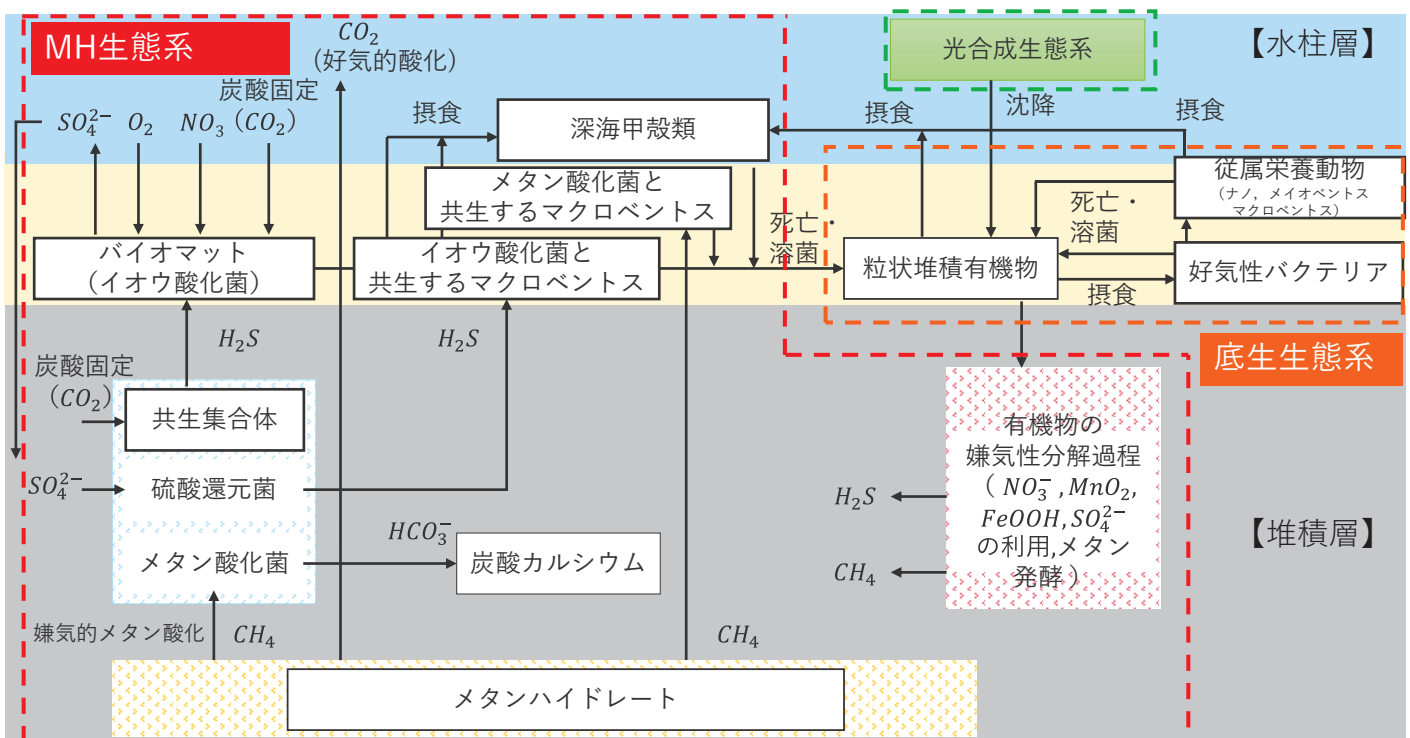 MH生態系
CO₂
(好気的酸化)
光合成生態系
【水柱層】
炭酸固定
SO₄²⁻ O₂ NO₃ (CO₂)
摂食
深海甲殻類
摂食
沈降
摂食
メタン酸化菌と
共生するマクロベントス
従属栄養動物
(ナノ，メイオベントス
マクロベントス)
死亡・
溶菌
死亡・
溶菌
バイオマット
(イオウ酸化菌)
イオウ酸化菌と
共生するマクロベントス
粒状堆積有機物
好気性バクテリア
摂食
H₂S
H₂S
底生生態系
炭酸固定
(CO₂)
共生集合体
SO₄²⁻
硫酸還元菌
メタン酸化菌
HCO₃⁻
炭酸カルシウム
有機物の
嫌気性分解過程
( NO₃⁻ , MnO₂,
FeOOH, SO₄²⁻
の利用,メタン
発酵)
H₂S
CH₄
【堆積層】
嫌気的メタン酸化 CH₄
CH₄
メタンハイドレート